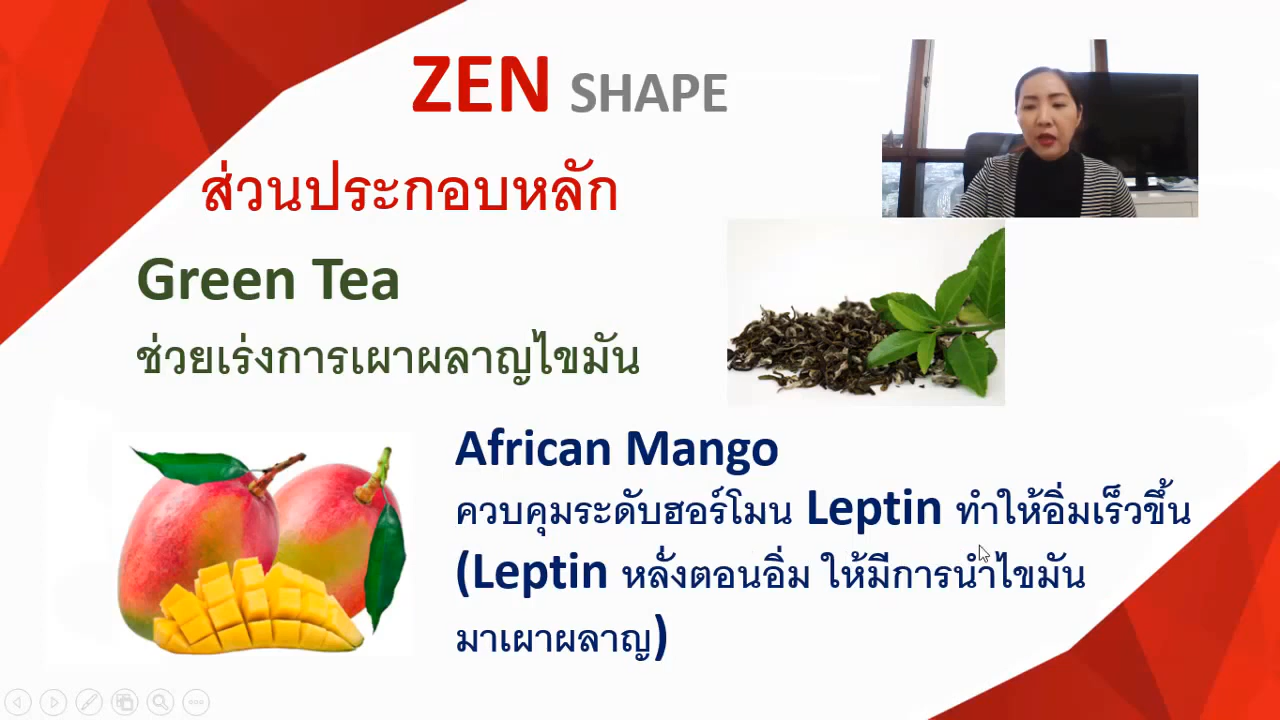 ZEN SHAPE
ส่วนประกอบหลัก
Green Tea
ช่วยเร่งการเผาผลาญไขมัน
African Mango
ควบคุมระดับฮอร์โมน Leptin ทำให้อิ่มเร็วขึ้น
(Leptin หลั่งตอนอิ่ม ให้มีการนำไขมัน
มาเผาผลาญ)